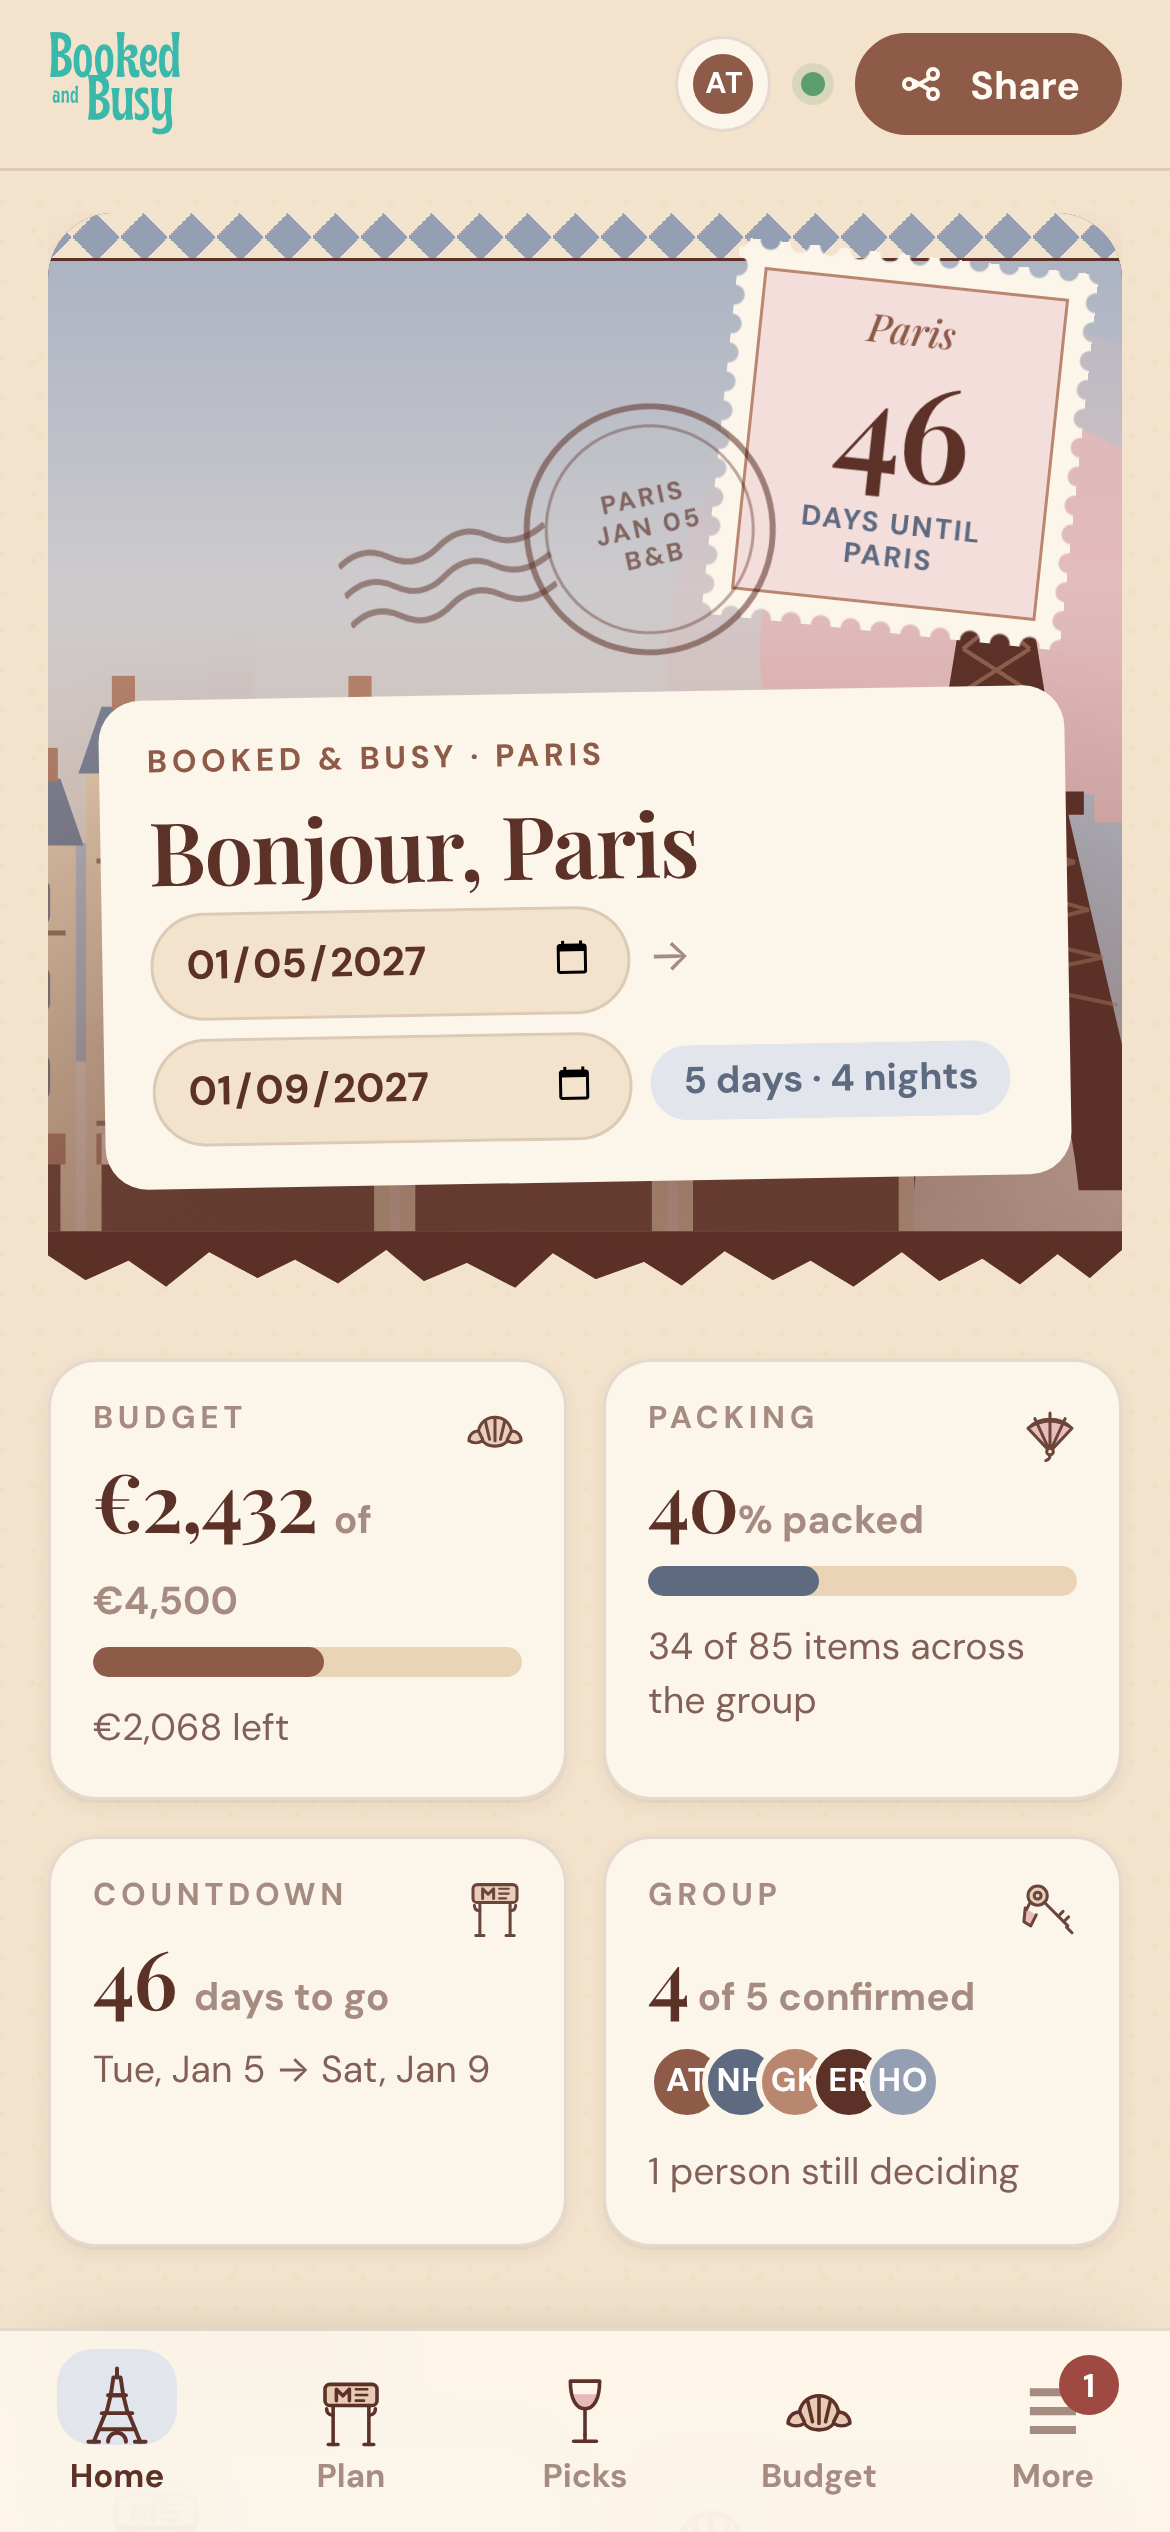 Booked
and Busy
AT
Share
Paris
46
DAYS UNTIL
PARIS
PARIS
JAN 05
B&B
BOOKED & BUSY · PARIS
Bonjour, Paris
01/05/2027 →
01/09/2027
5 days · 4 nights
BUDGET
€2,432 of
€4,500
€2,068 left
PACKING
40% packed
34 of 85 items across
the group
COUNTDOWN
46 days to go
Tue, Jan 5 → Sat, Jan 9
GROUP
4 of 5 confirmed
AT NH GK ER HO
1 person still deciding
1
Home
Plan
Picks
Budget
More